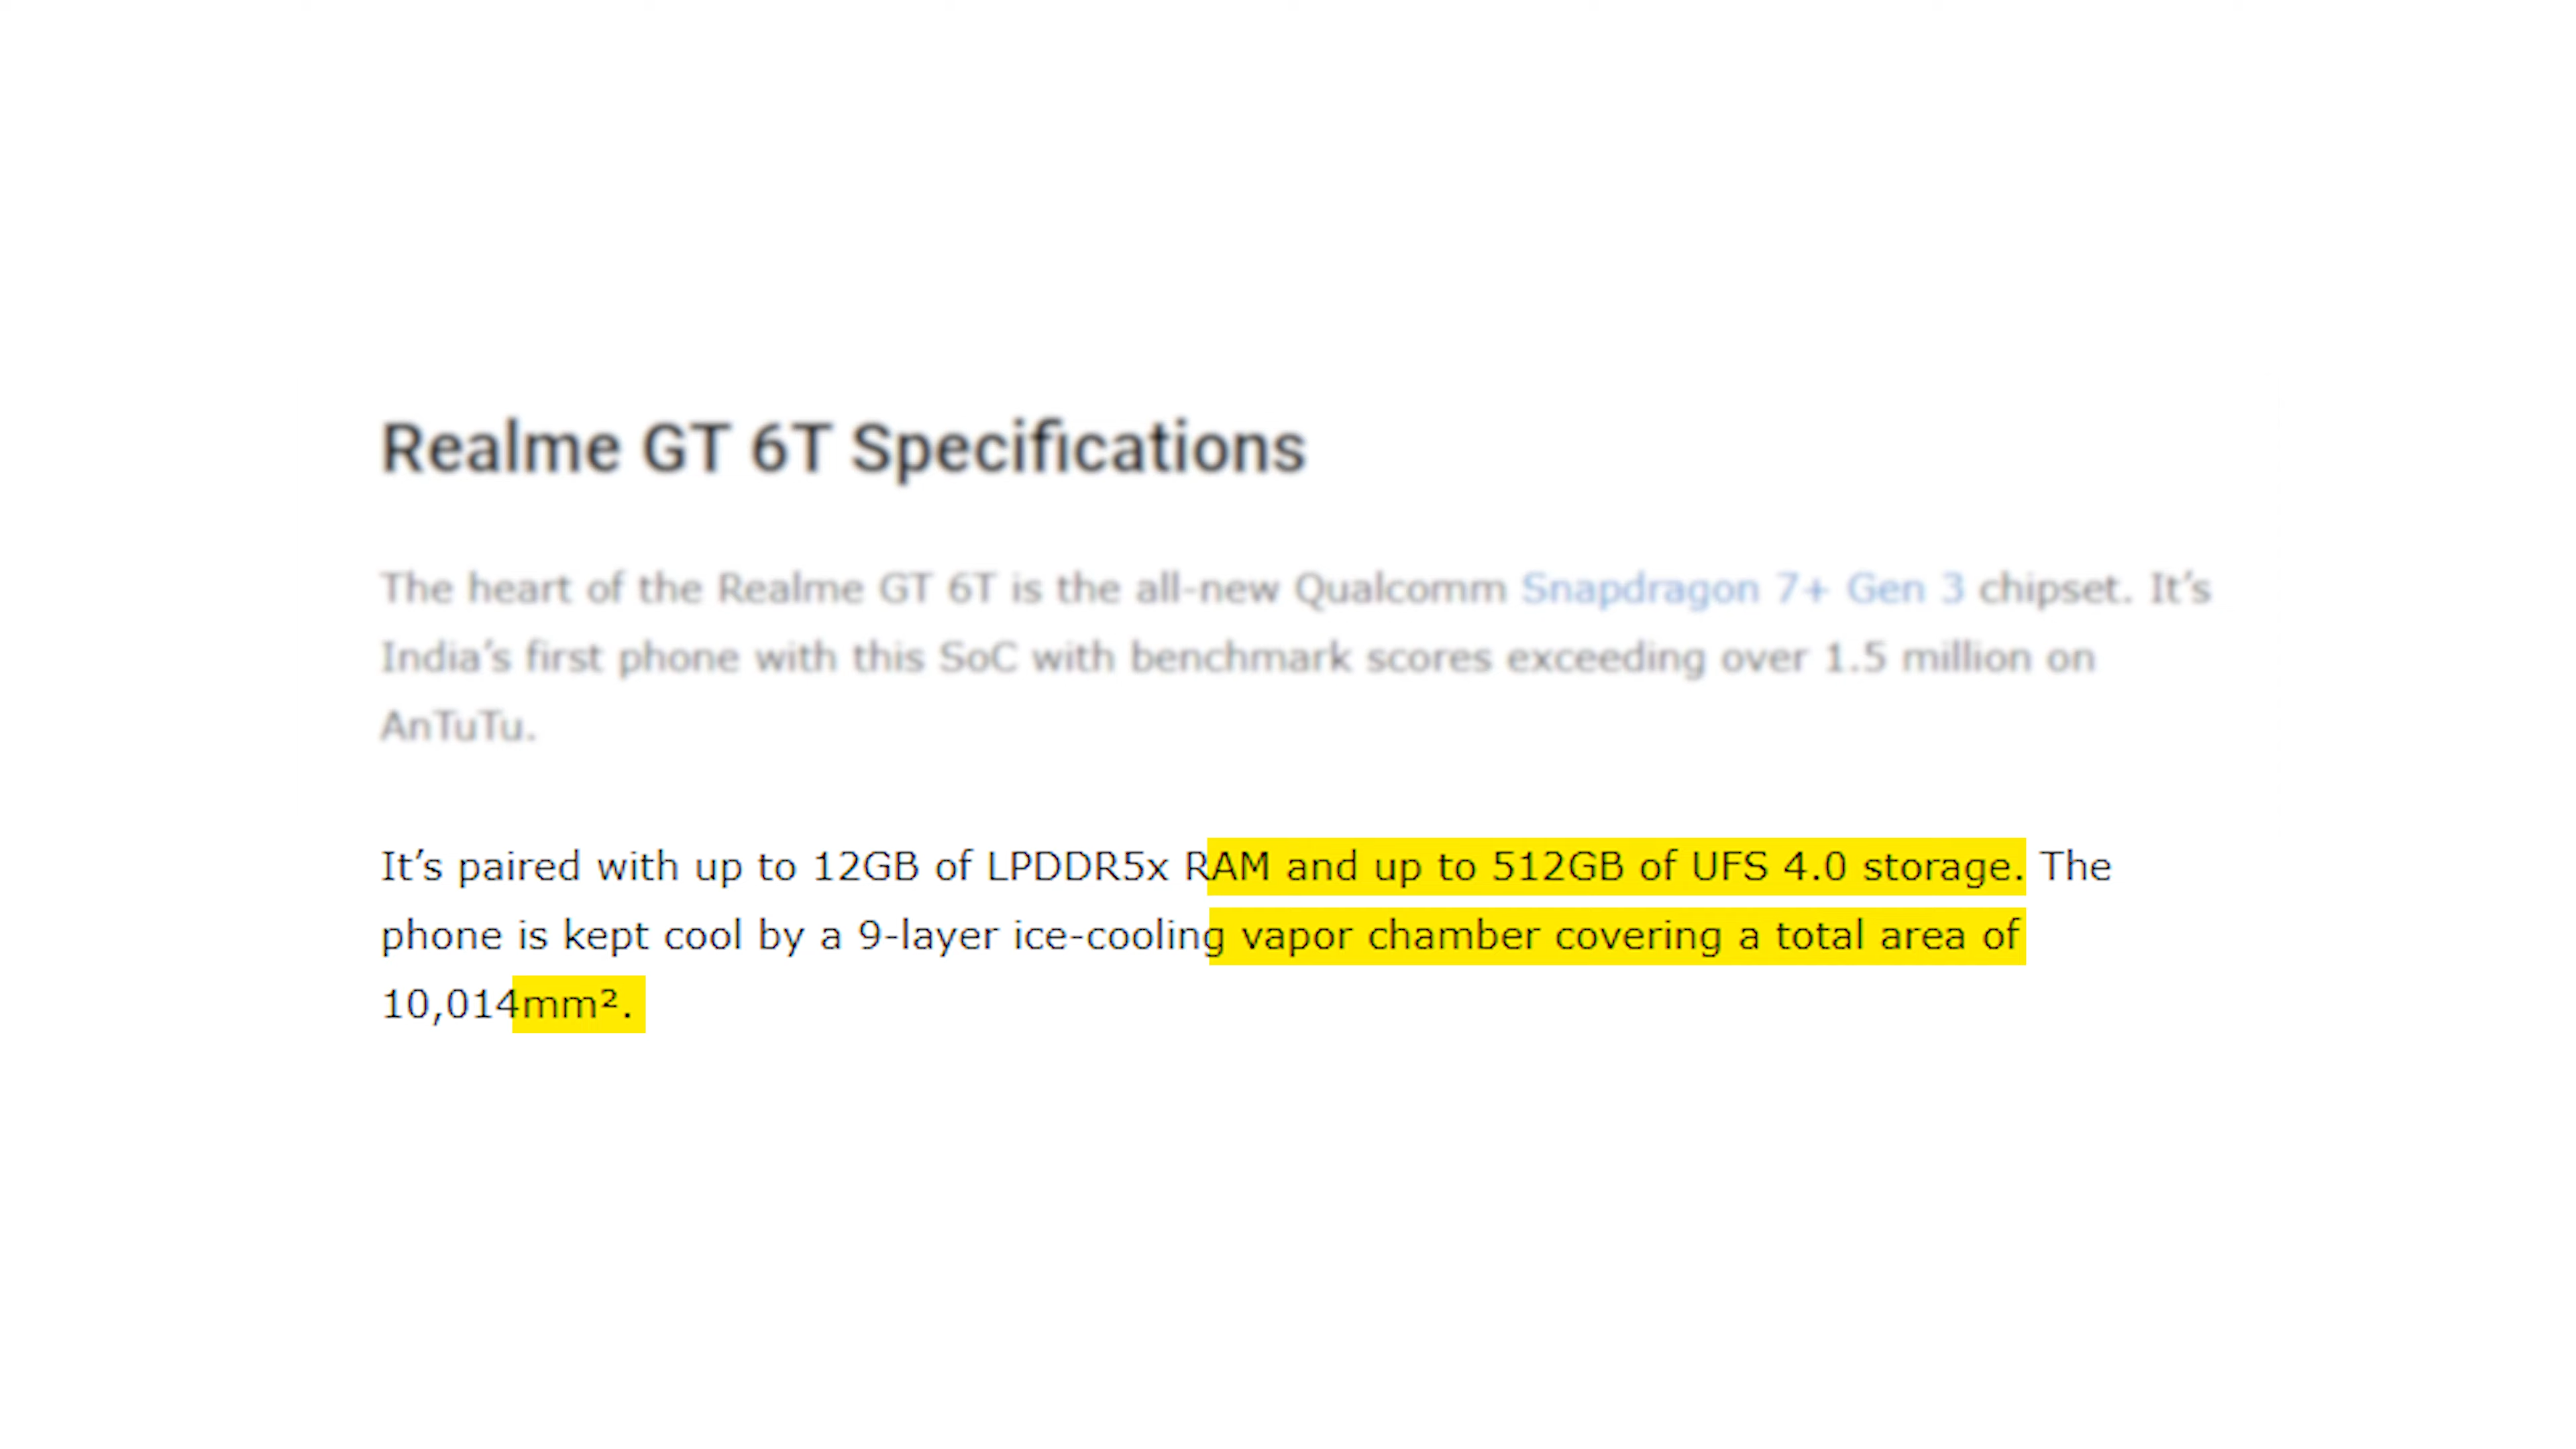 Realme GT 6T Specifications
The heart of the Realme GT 6T is the all-new Qualcomm Snapdragon 7+ Gen 3 chipset. It’s
India’s first phone with this SoC with benchmark scores exceeding over 1.5 million on
AnTuTu.
It’s paired with up to 12GB of LPDDR5x RAM and up to 512GB of UFS 4.0 storage. The
phone is kept cool by a 9-layer ice-cooling vapor chamber covering a total area of
10,014mm².